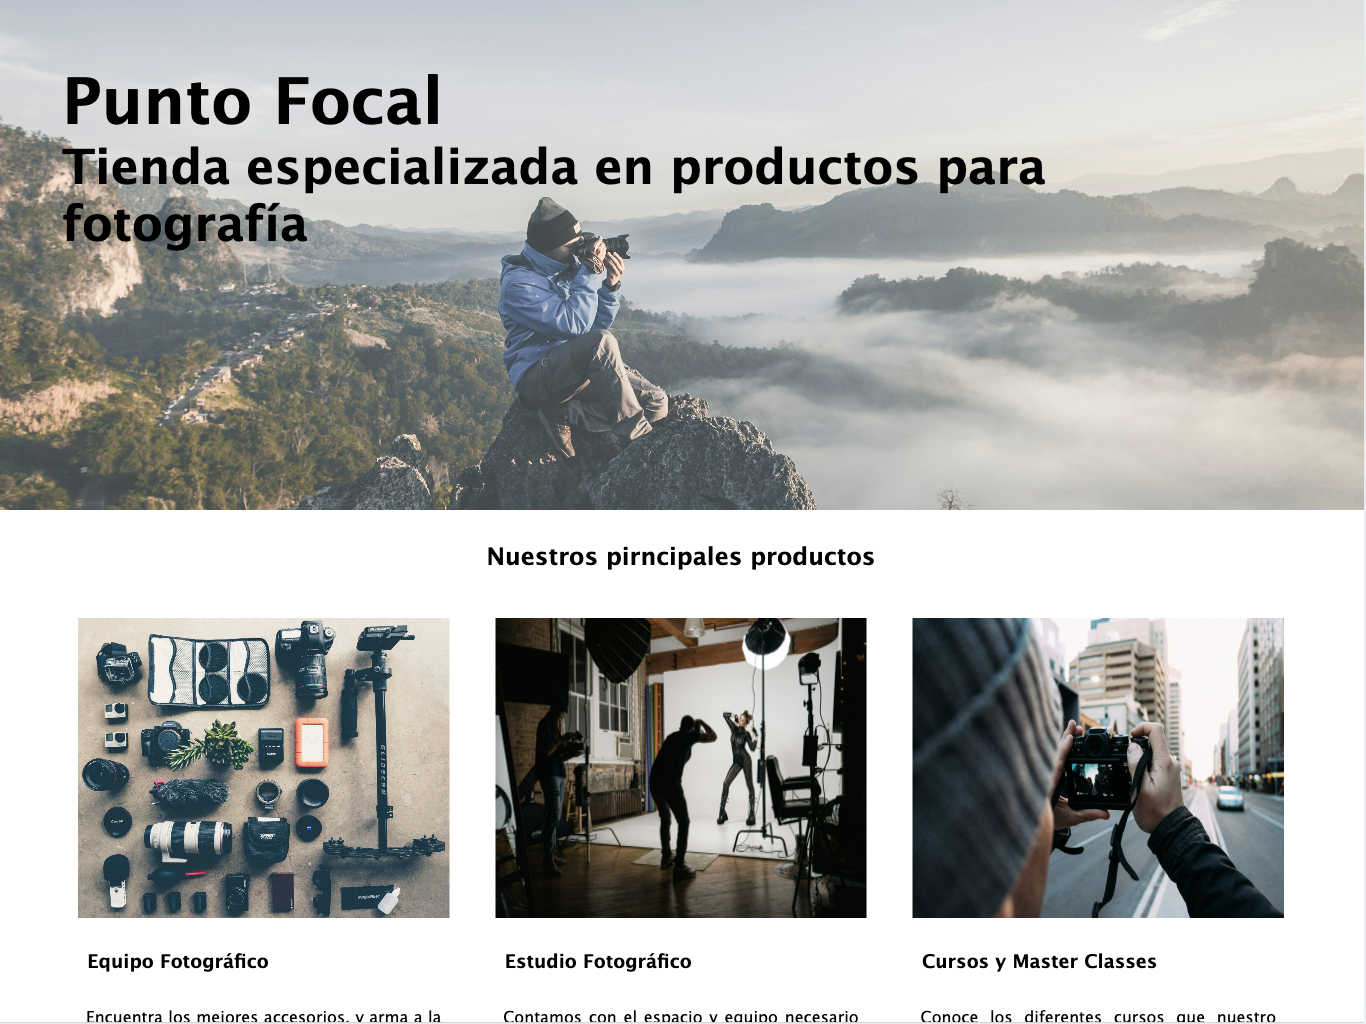 Punto Focal
Tienda especializada en productos para
fotografía
Nuestros pirncipales productos
GLIDECAM
Equipo Fotográfico
Estudio Fotográfico
Cursos y Master Classes
Encuentra los mejores accesorios, y arma a la
Contamos con el espacio y equipo necesario
Conoce los diferentes cursos que nuestro